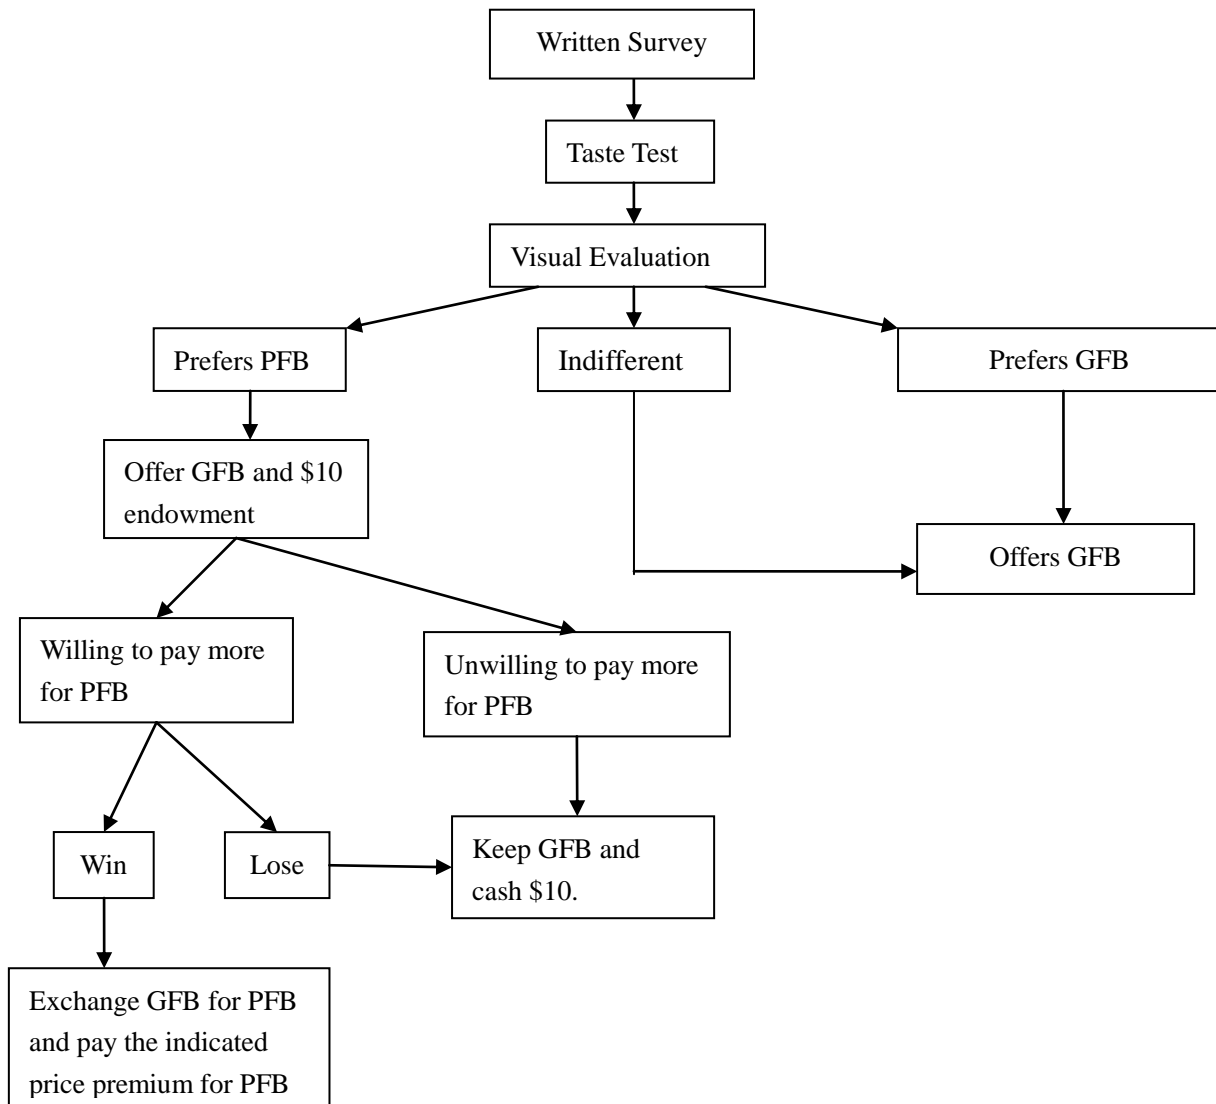 Written Survey
Taste Test
Visual Evaluation
Prefers PFB
Indifferent
Prefers GFB
Offer GFB and $10
endowment
Offers GFB
Willing to pay more
for PFB
Unwilling to pay more
for PFB
Win
Lose
Keep GFB and
cash $10.
Exchange GFB for PFB
and pay the indicated
price premium for PFB